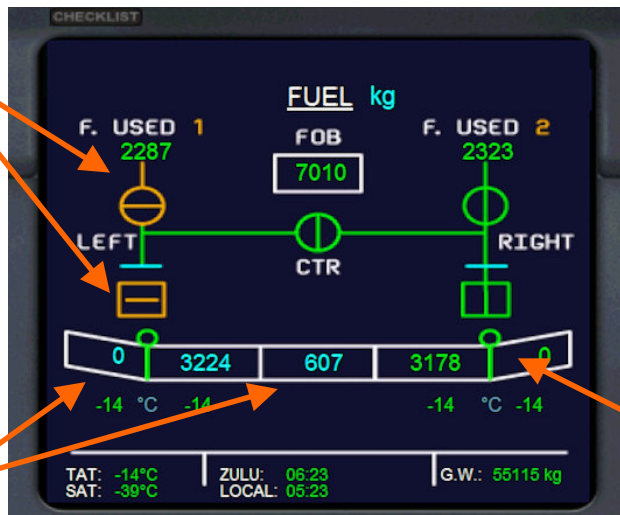 CHECKLIST
FUEL kg
F. USED 1
FOB
F. USED 2
2287
7010
2323
LEFT
CTR
RIGHT
0 3224 607 3178 0
-14 °C -14
-14 °C -14
TAT: -14°C
ZULU: 06:23
G.W.: 55115 kg
SAT: -39°C
LOCAL: 05:23